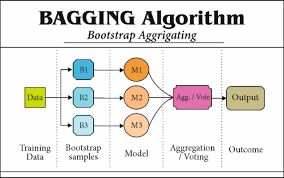 BAGGING Algorithm
Bootstrap Aggrigating
B1
M1
Data
B2
M2
Agg. / Vote
Output
B3
M3
Training
Data
Bootstrap
samples
Model
Aggregation
/ Voting
Outcome